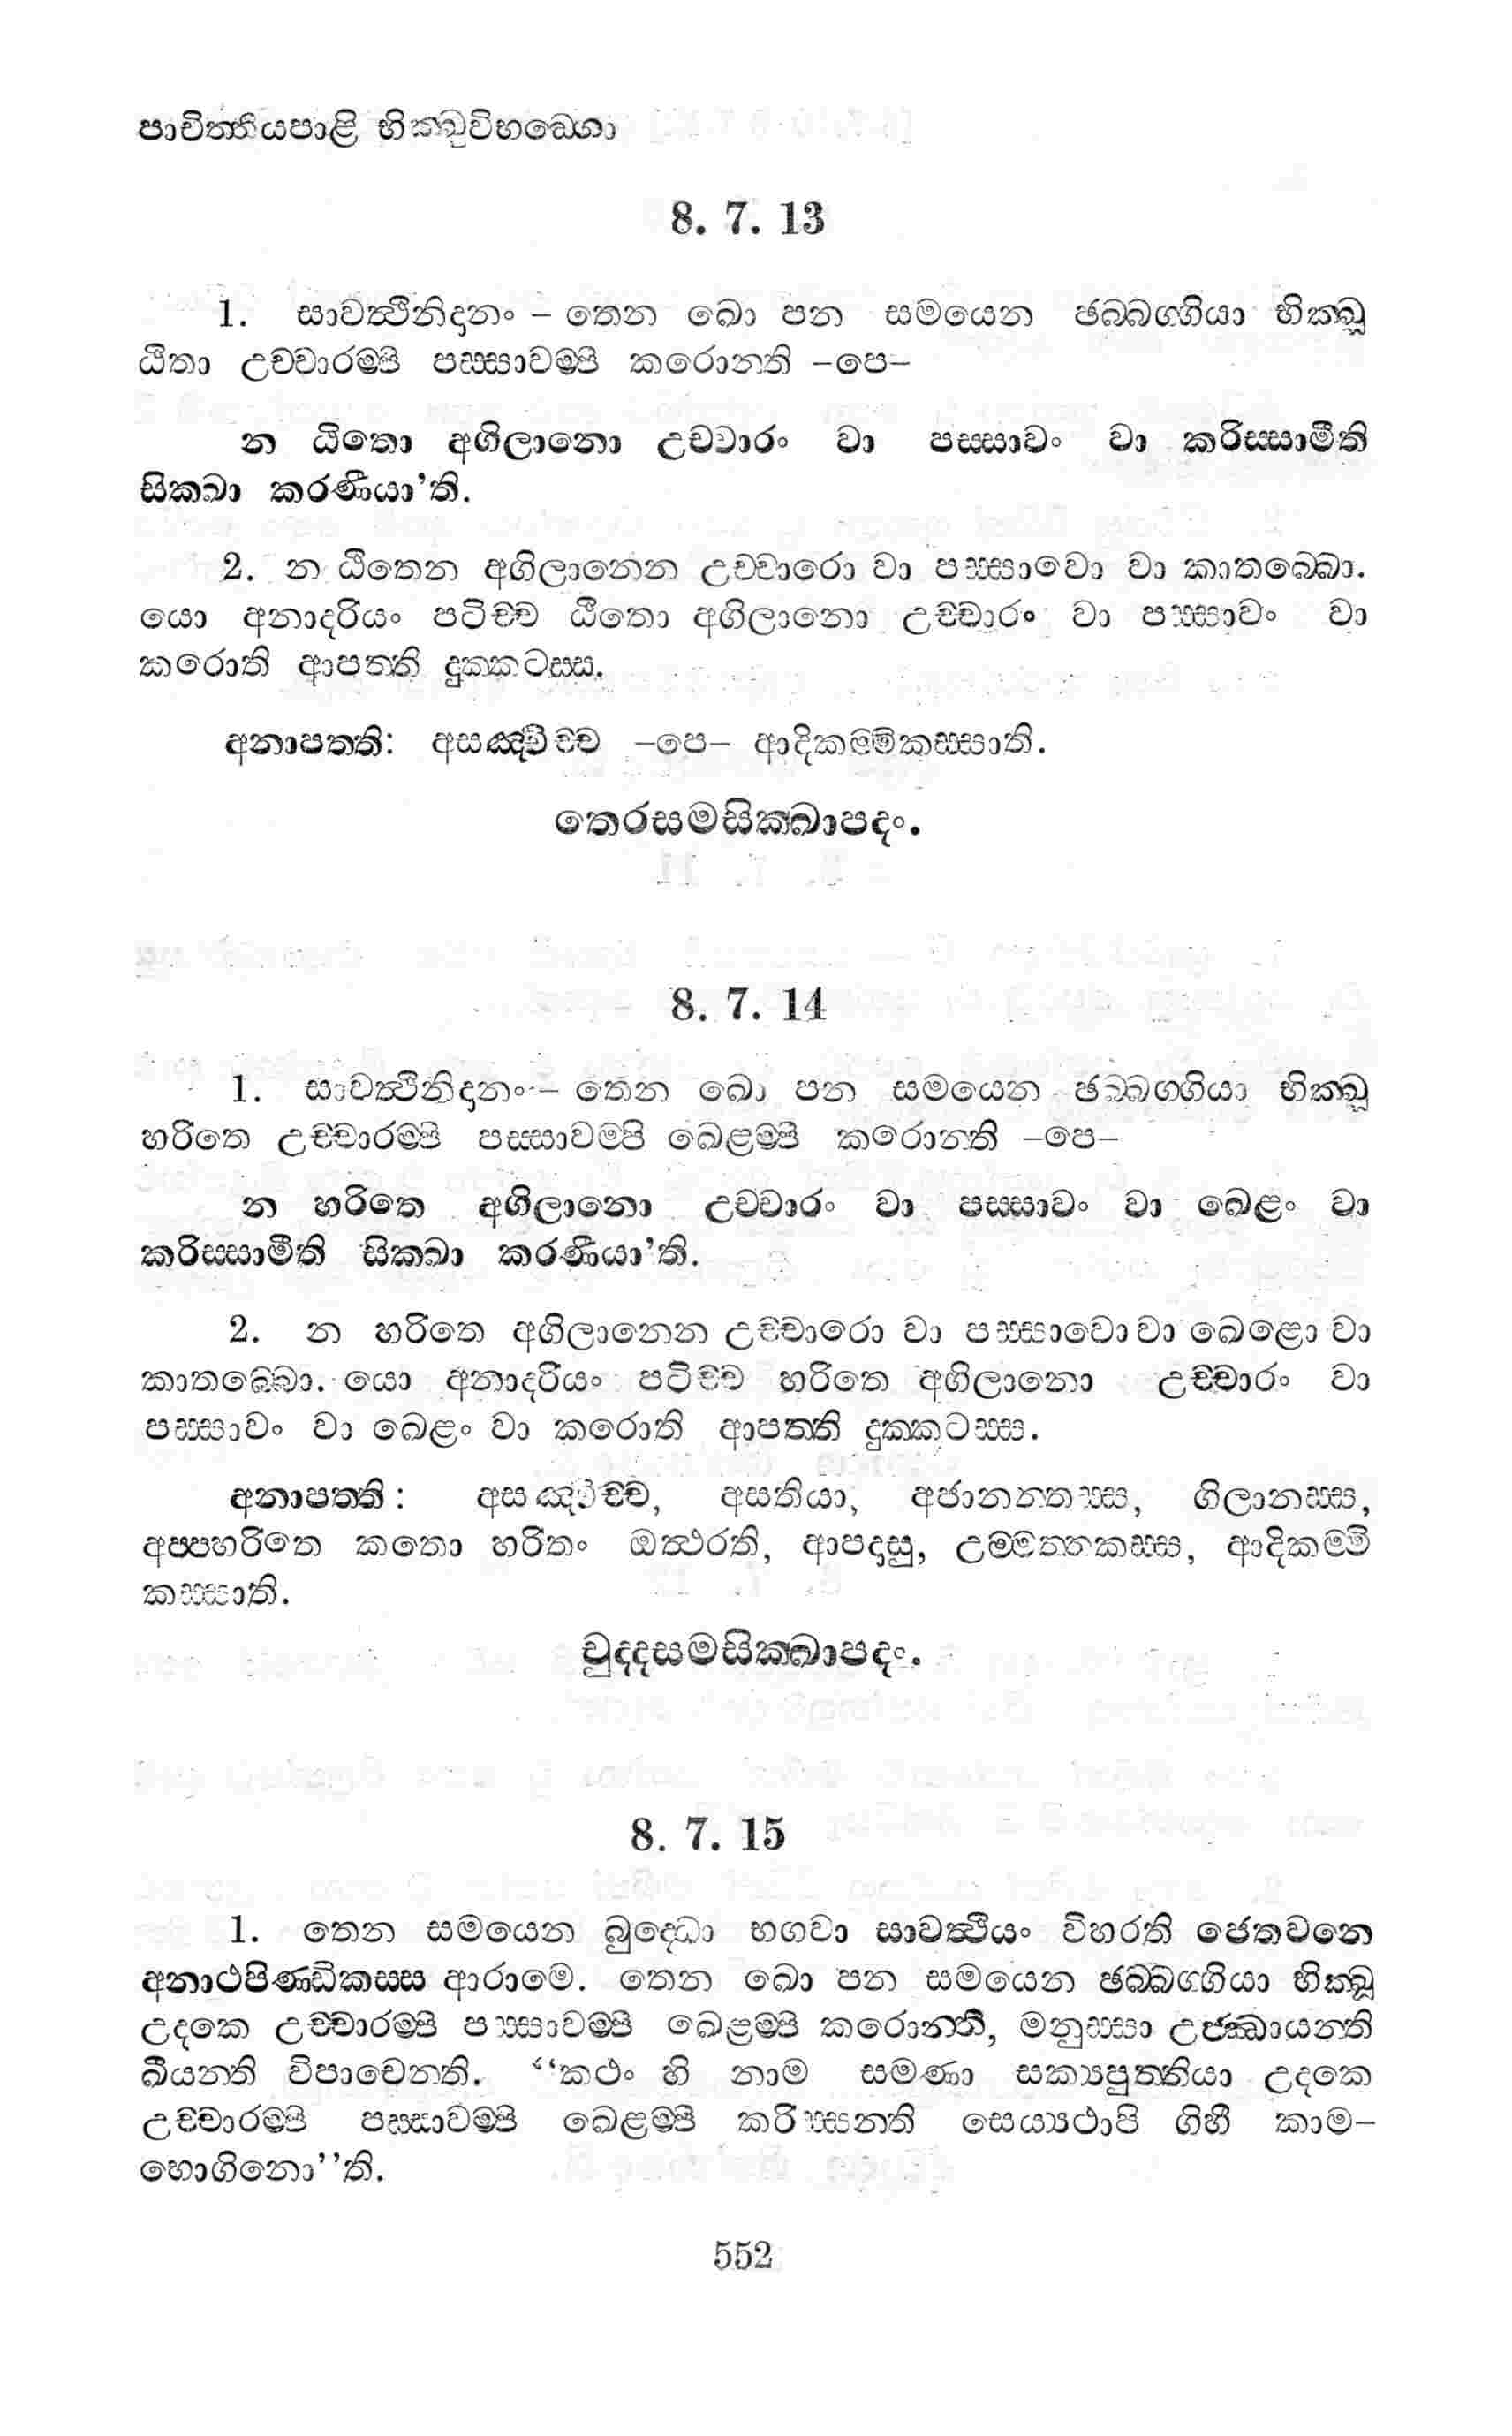 පාචිත්තියපාළි භික්ඛුවිභඞ්ගො
8. 7. 13
1. සාවත්ථිනිදානං – තෙන ඛො පන සමයෙන ඡබ්බග්ගියා භික්ඛූ
ඨිතා උච්චාරම්පි පස්සාවම්පි කරොන්ති –පෙ–
න ඨිතො අගිලානො උච්චාරං වා පස්සාවං වා කරිස්සාමීති
සික්ඛා කරණීයා’ති.
2. න ඨිතෙන අගිලානෙන උච්චාරො වා පස්සාවො වා කාතබ්බො.
යො අනාදරියං පටිච්ච ඨිතො අගිලානො උච්චාරං වා පස්සාවං වා
කරොති ආපත්ති දුක්කටස්ස.
අනාපත්ති: අසඤ්චිච්ච –පෙ– ආදිකම්මිකස්සාති.
තෙරසමසික්ඛාපදං.
8. 7. 14
1. සාවත්ථිනිදානං – තෙන ඛො පන සමයෙන ඡබ්බග්ගියා භික්ඛූ
හරිතෙ උච්චාරම්පි පස්සාවම්පි ඛෙළම්පි කරොන්ති –පෙ–
න හරිතෙ අගිලානො උච්චාරං වා පස්සාවං වා ඛෙළං වා
කරිස්සාමීති සික්ඛා කරණීයා’ති.
2. න හරිතෙ අගිලානෙන උච්චාරො වා පස්සාවො වා ඛෙළො වා
කාතබ්බො. යො අනාදරියං පටිච්ච හරිතෙ අගිලානො උච්චාරං වා
පස්සාවං වා ඛෙළං වා කරොති ආපත්ති දුක්කටස්ස.
අනාපත්ති : අසඤ්චිච්ච, අසතියා, අජානන්තස්ස, ගිලානස්ස,
අප්පහරිතෙ කතො හරිතං ඔත්ථරති, ආපදාසු, උම්මත්තකස්ස, ආදිකම්මි
කස්සාති.
චුද්දසමසික්ඛාපදං.
8. 7. 15
1. තෙන සමයෙන බුද්ධො භගවා සාවත්ථියං විහරති ජෙතවනෙ
අනාථපිණ්ඩිකස්ස ආරාමෙ. තෙන ඛො පන සමයෙන ඡබ්බග්ගියා භික්ඛූ
උදකෙ උච්චාරම්පි පස්සාවම්පි ඛෙළම්පි කරොන්ති, මනුස්සා උජ්ඣායන්ති
ඛීයන්ති විපාචෙන්ති. “කථං හි නාම සමණා සක්‍යපුත්තියා උදකෙ
උච්චාරම්පි පස්සාවම්පි ඛෙළම්පි කරිස්සන්ති සෙය්‍යථාපි ගිහී කාම–
භොගිනො’’ති.
552